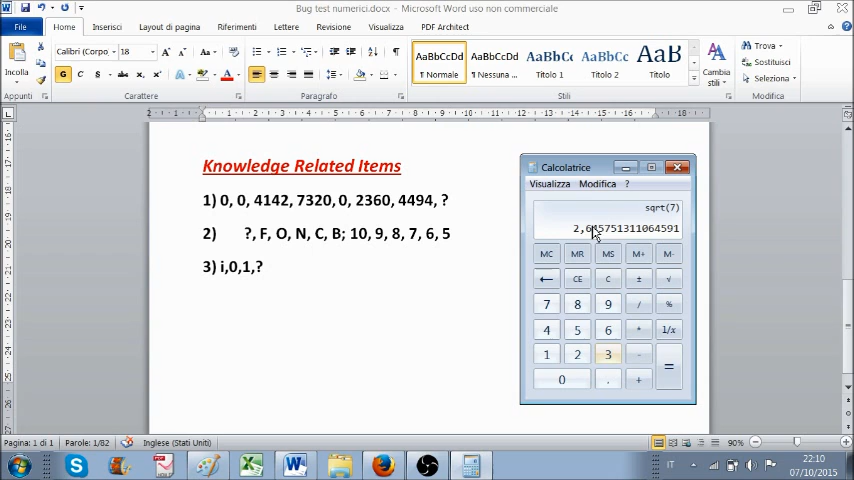 Bug test numerici.docx - Microsoft Word uso non commerciale
File Home Inserisci Layout di pagina Riferimenti Lettere Revisione Visualizza PDF Architect
Incolla
Calibri (Corpo) 18
G C S
AaBbCcDd AaBbCcDd AaBbCc AaBbCc AaB
¶ Normale ¶ Nessuna ... Titolo 1 Titolo 2 Titolo
Cambia stili
Trova
Sostituisci
Seleziona
Appunti Carattere Paragrafo Stili Modifica
Knowledge Related Items
1) 0, 0, 4142, 7320, 0, 2360, 4494, ?
2) ?, F, O, N, C, B; 10, 9, 8, 7, 6, 5
3) i,0,1,?
Calcolatrice
Visualizza Modifica ?
sqrt(7)
2,645751311064591
MC MR MS M+ M-
← CE C ± √
7 8 9 / %
4 5 6 * 1/x
1 2 3 - =
0 , +
Pagina: 1 di 1 Parole: 1/82 Inglese (Stati Uniti) 90%
IT
22:10
07/10/2015